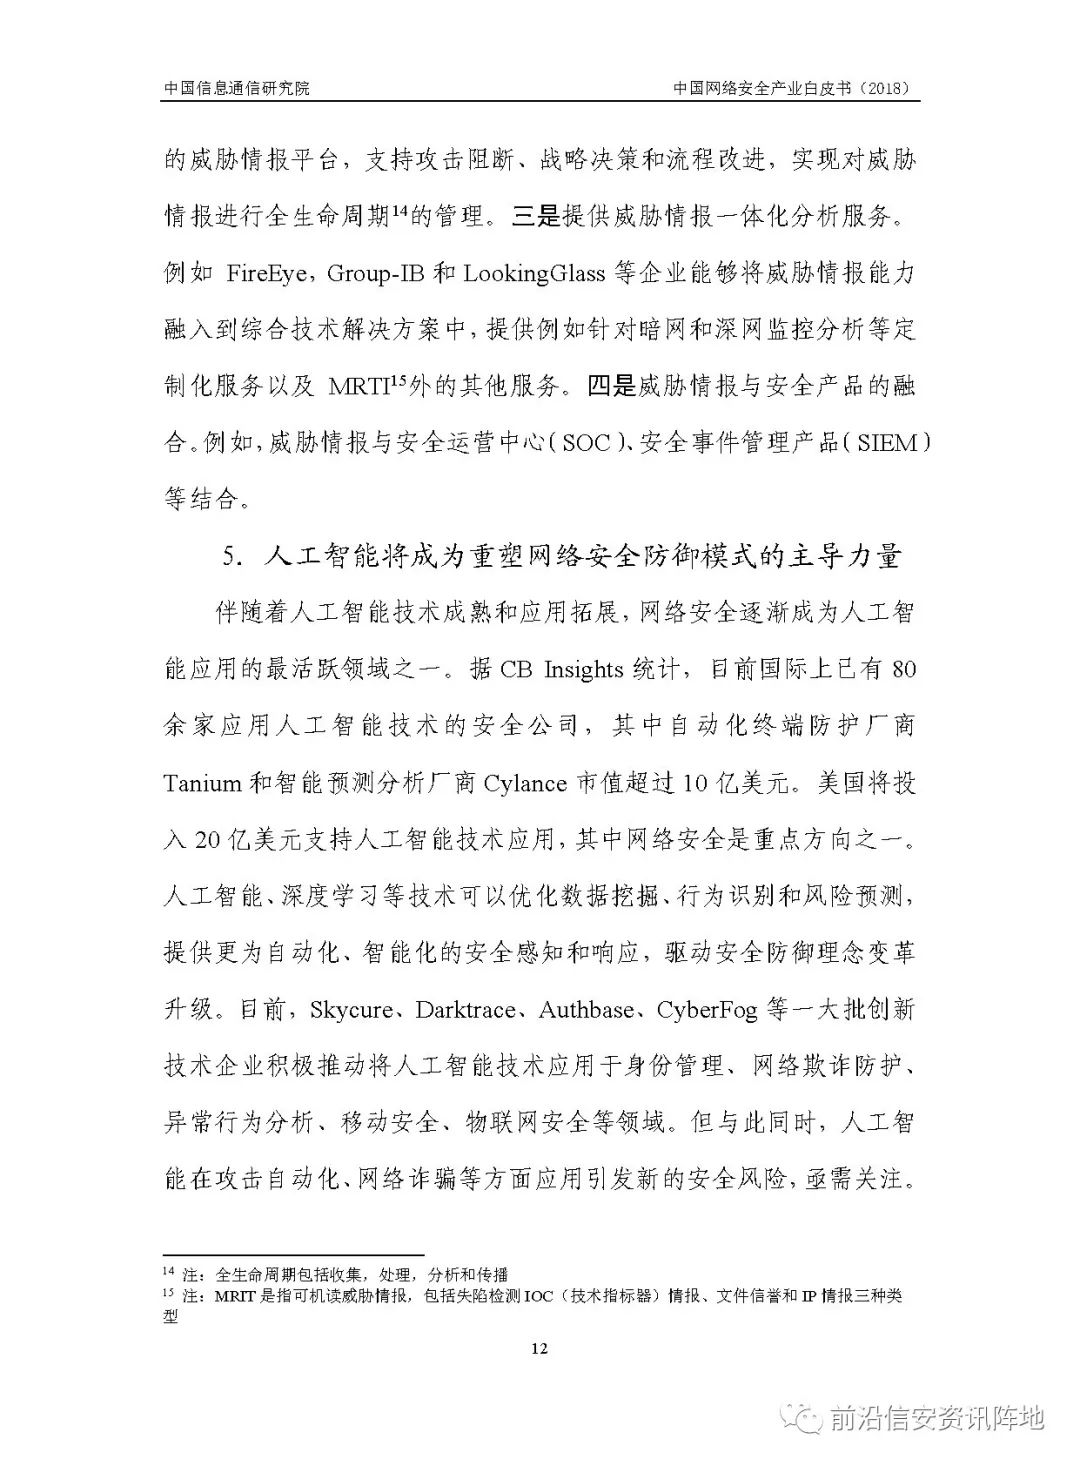 中国信息通信研究院 中国网络安全产业白皮书（2018）
的威胁情报平台，支持攻击阻断、战略决策和流程改进，实现对威胁
情报进行全生命周期14的管理。三是提供威胁情报一体化分析服务。
例如 FireEye，Group-IB 和 LookingGlass 等企业能够将威胁情报能力
融入到综合技术解决方案中，提供例如针对暗网和深网监控分析等定
制化服务以及 MRTI15外的其他服务。四是威胁情报与安全产品的融
合。例如，威胁情报与安全运营中心（SOC）、安全事件管理产品（SIEM）
等结合。
5. 人工智能将成为重塑网络安全防御模式的主导力量
伴随着人工智能技术成熟和应用拓展，网络安全逐渐成为人工智
能应用的最活跃领域之一。据 CB Insights 统计，目前国际上已有 80
余家应用人工智能技术的安全公司，其中自动化终端防护厂商
Tanium 和智能预测分析厂商 Cylance 市值超过 10 亿美元。美国将投
入 20 亿美元支持人工智能技术应用，其中网络安全是重点方向之一。
人工智能、深度学习等技术可以优化数据挖掘、行为识别和风险预测，
提供更为自动化、智能化的安全感知和响应，驱动安全防御理念变革
升级。目前，Skycure、Darktrace、Authbase、CyberFog 等一大批创新
技术企业积极推动将人工智能技术应用于身份管理、网络欺诈防护、
异常行为分析、移动安全、物联网安全等领域。但与此同时，人工智
能在攻击自动化、网络诈骗等方面应用引发新的安全风险，亟需关注。
14 注：全生命周期包括收集，处理，分析和传播
15 注：MRIT 是指可机读威胁情报，包括失陷检测 IOC（技术指标器）情报、文件信誉和 IP 情报三种类
型
12
前沿信安资讯阵地